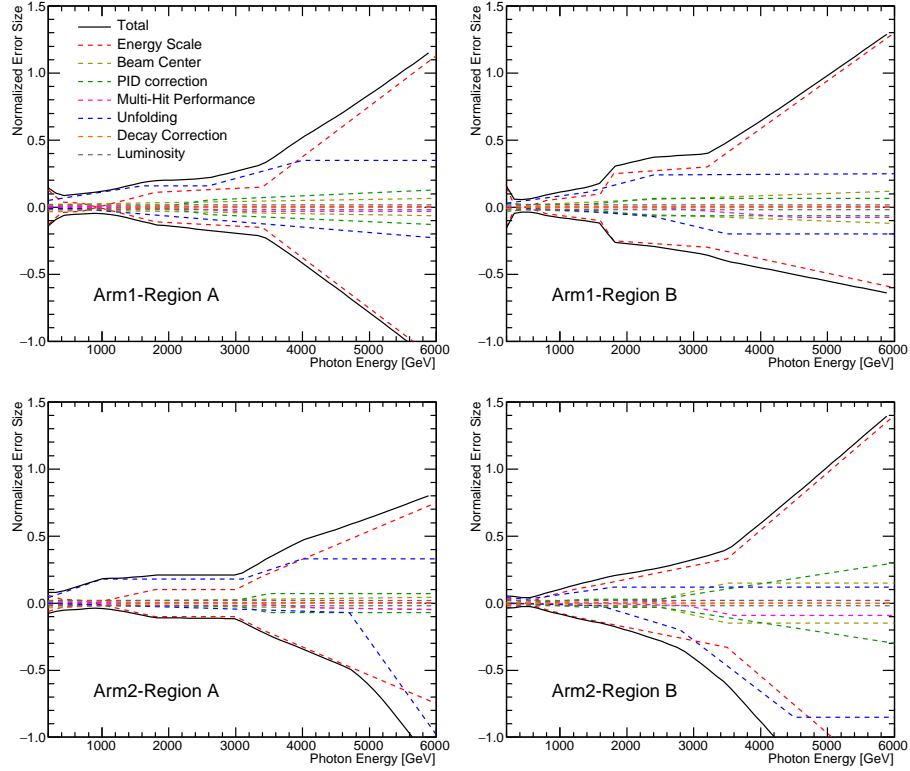 Normalized Error Size
1.5
1.0
0.5
0.0
−0.5
−1.0
Total
Energy Scale
Beam Center
PID correction
Multi-Hit Performance
Unfolding
Decay Correction
Luminosity
Arm1-Region A
1000 2000 3000 4000 5000 6000
Photon Energy [GeV]
Normalized Error Size
1.5
1.0
0.5
0.0
−0.5
−1.0
Arm1-Region B
1000 2000 3000 4000 5000 6000
Photon Energy [GeV]
Normalized Error Size
1.5
1.0
0.5
0.0
−0.5
−1.0
Arm2-Region A
1000 2000 3000 4000 5000 6000
Photon Energy [GeV]
Normalized Error Size
1.5
1.0
0.5
0.0
−0.5
−1.0
Arm2-Region B
1000 2000 3000 4000 5000 6000
Photon Energy [GeV]